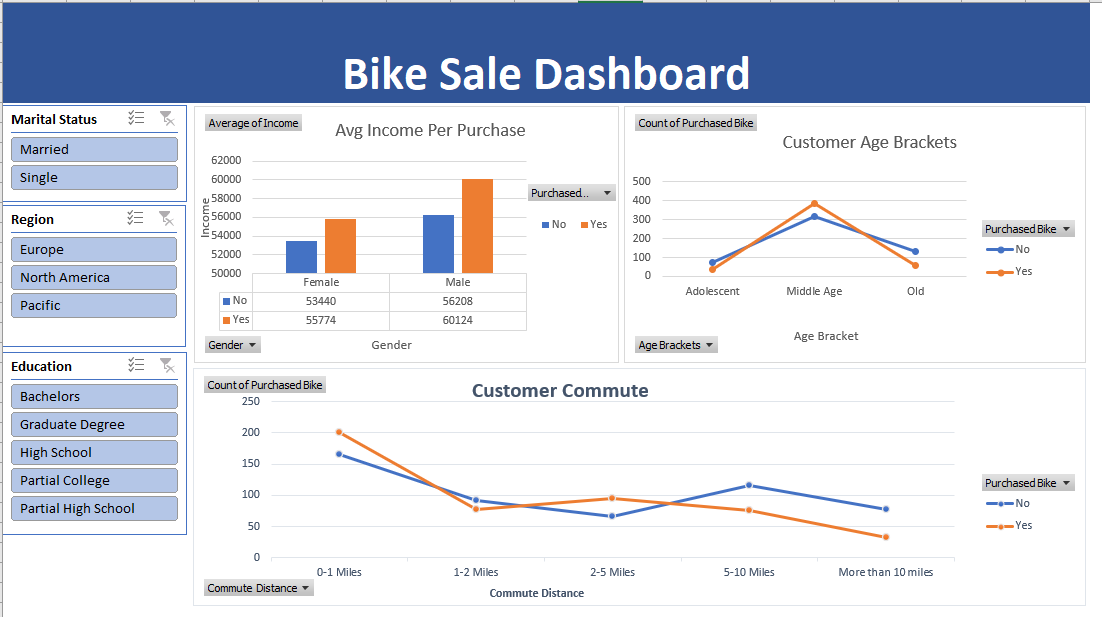 Bike Sale Dashboard
Marital Status
Married
Single
Region
Europe
North America
Pacific
Education
Bachelors
Graduate Degree
High School
Partial College
Partial High School
Average of Income
Avg Income Per Purchase
62000
60000
58000
56000
54000
52000
50000
Income
Female Male
No 53440 56208
Yes 55774 60124
Gender
Gender
Purchased...
No Yes
Count of Purchased Bike
Customer Age Brackets
500
400
300
200
100
0
Adolescent Middle Age Old
Age Bracket
Age Brackets
Purchased Bike
No
Yes
Count of Purchased Bike
Customer Commute
250
200
150
100
50
0
0-1 Miles 1-2 Miles 2-5 Miles 5-10 Miles More than 10 miles
Commute Distance
Commute Distance
Purchased Bike
No
Yes